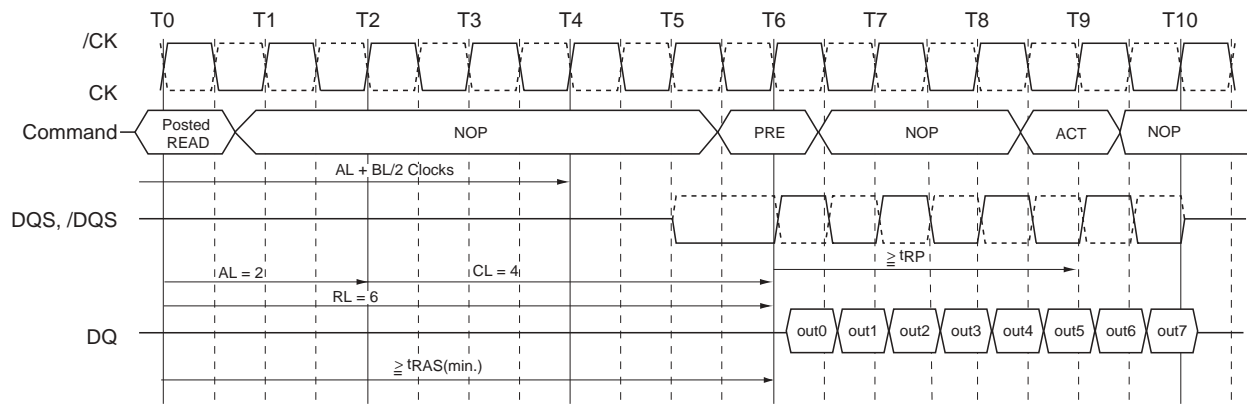 T0 T1 T2 T3 T4 T5 T6 T7 T8 T9 T10
/CK
CK
Command
Posted
READ
NOP
PRE
NOP
ACT
NOP
AL + BL/2 Clocks
DQS, /DQS
≧ tRP
AL = 2
CL = 4
RL = 6
DQ
out0 out1 out2 out3 out4 out5 out6 out7
≧ tRAS(min.)